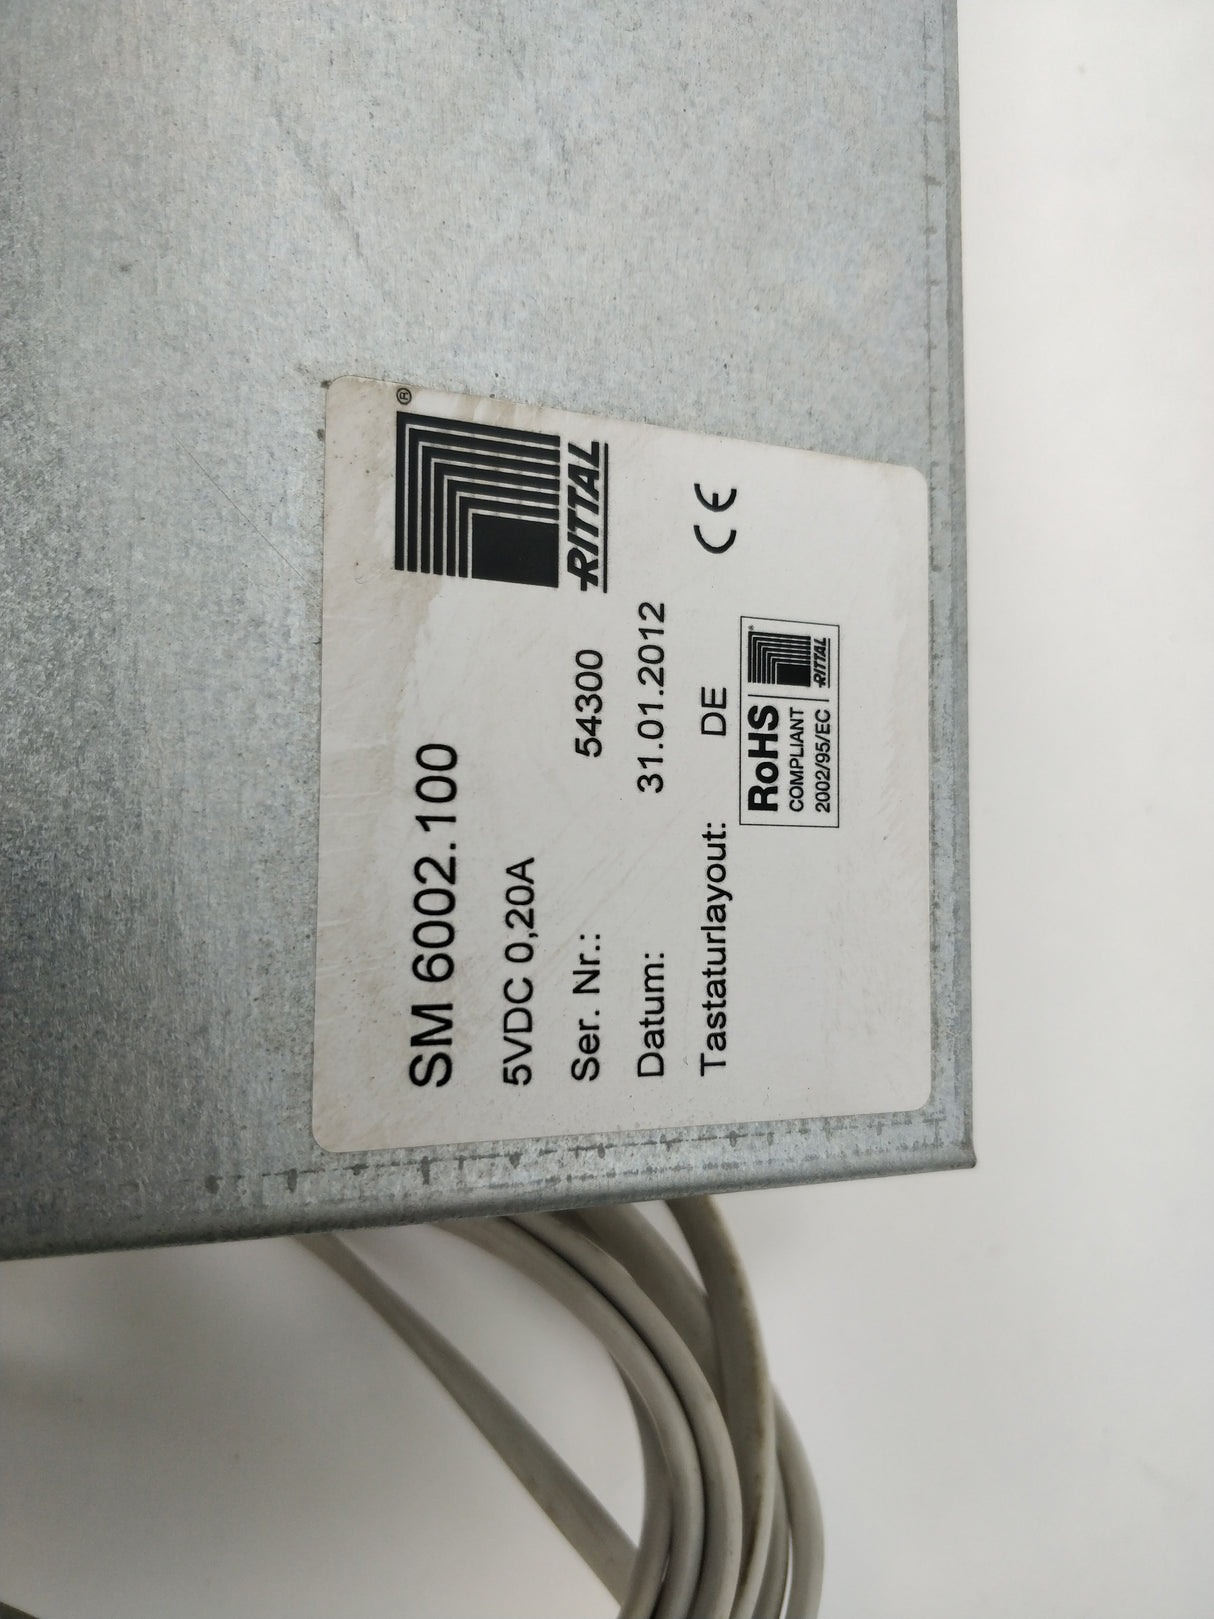 ®
RITTAL
SM 6002.100
5VDC 0,20A
Ser. Nr.: 54300
Datum: 31.01.2012
Tastaturlayout: DE
CE
RoHS
COMPLIANT
2002/95/EC
®
RITTAL